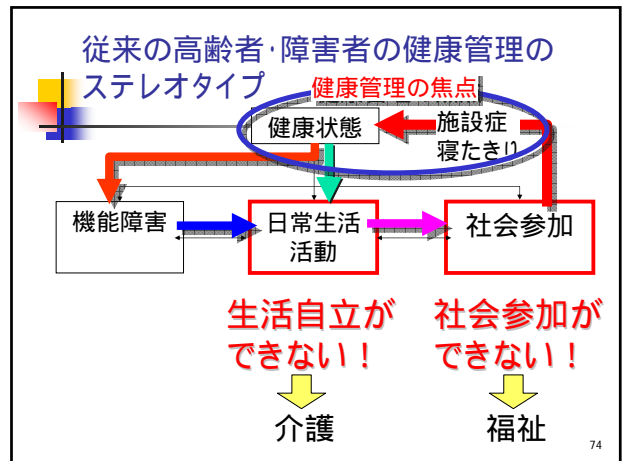 従来の高齢者･障害者の健康管理の
ステレオタイプ
健康管理の焦点
健康状態
施設症
寝たきり
機能障害
日常生活
活動
社会参加
生活自立が
できない！
社会参加が
できない！
介護
福祉
74